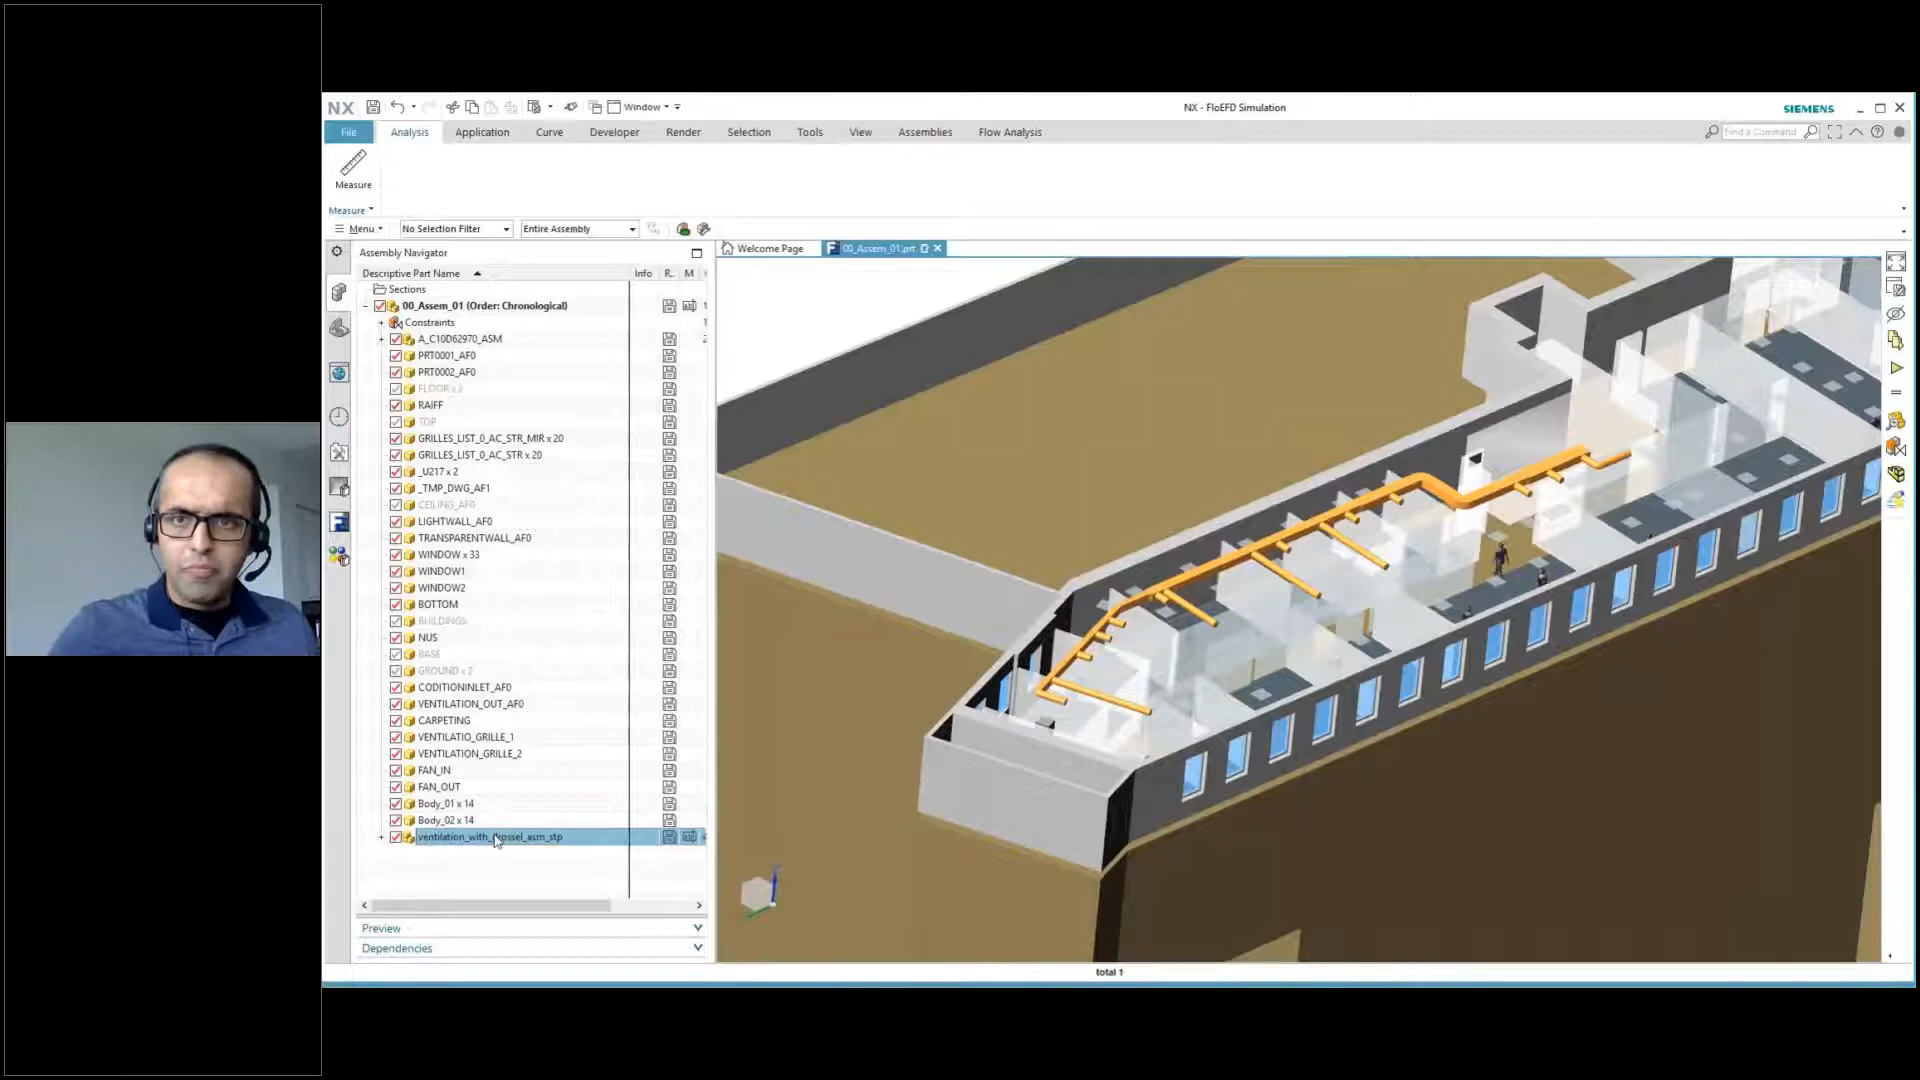 NX
Window
NX - FloEFD Simulation
SIEMENS
File
Analysis
Application
Curve
Developer
Render
Selection
Tools
View
Assemblies
Flow Analysis
Find a Command
Measure
Measure
Menu
No Selection Filter
Entire Assembly
Assembly Navigator
Welcome Page
00_Assem_01.prt
Descriptive Part Name
Info
R..
M
Sections
00_Assem_01 (Order: Chronological)
Constraints
A_C10D62970_ASM
PRT0001_AF0
PRT0002_AF0
FLOOR x 2
RAIFF
TOP
GRILLES_LIST_0_AC_STR_MIR x 20
GRILLES_LIST_0_AC_STR x 20
_U217 x 2
_TMP_DWG_AF1
CEILING_AF0
LIGHTWALL_AF0
TRANSPARENTWALL_AF0
WINDOW x 33
WINDOW1
WINDOW2
BOTTOM
BUILDINGS
NUS
BASE
GROUND x 2
CODITIONINLET_AF0
VENTILATION_OUT_AF0
CARPETING
VENTILATIO_GRILLE_1
VENTILATION_GRILLE_2
FAN_IN
FAN_OUT
Body_01 x 14
Body_02 x 14
ventilation_with_drossel_asm_stp
Preview
Dependencies
total 1